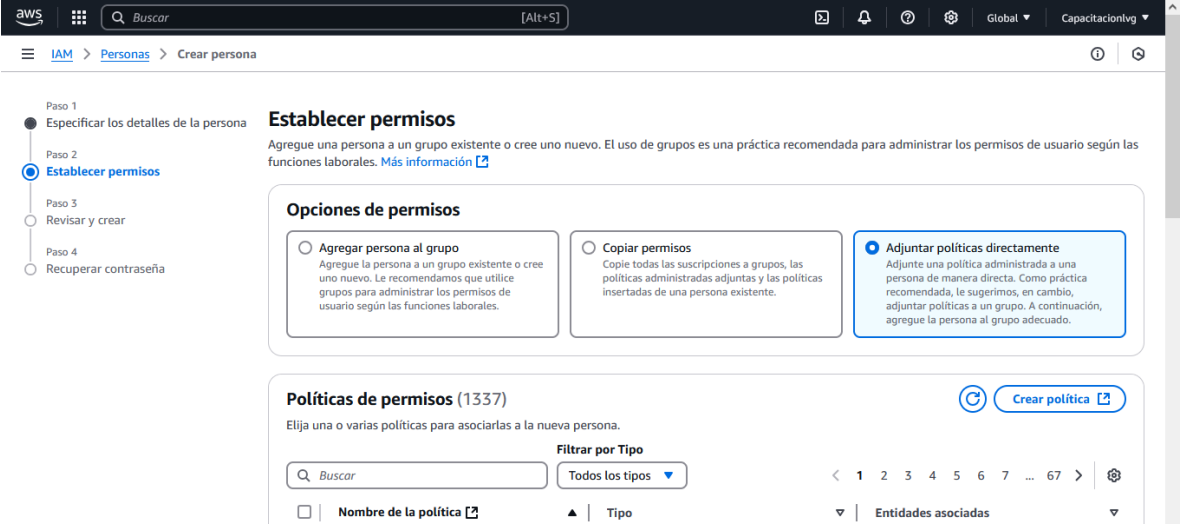 aws
Buscar
[Alt+S]
Global
Capacitacionlvg
IAM > Personas > Crear persona
Paso 1
Especificar los detalles de la persona
Paso 2
Establecer permisos
Paso 3
Revisar y crear
Paso 4
Recuperar contraseña
Establecer permisos
Agregue una persona a un grupo existente o cree uno nuevo. El uso de grupos es una práctica recomendada para administrar los permisos de usuario según las
funciones laborales. Más información
Opciones de permisos
Agregar persona al grupo
Agregue la persona a un grupo existente o cree
uno nuevo. Le recomendamos que utilice
grupos para administrar los permisos de
usuario según las funciones laborales.
Copiar permisos
Copie todas las suscripciones a grupos, las
políticas administradas adjuntas y las políticas
insertadas de una persona existente.
Adjuntar políticas directamente
Adjunte una política administrada a una
persona de manera directa. Como práctica
recomendada, le sugerimos, en cambio,
adjuntar políticas a un grupo. A continuación,
agregue la persona al grupo adecuado.
Políticas de permisos (1337)
Crear política
Elija una o varias políticas para asociarlas a la nueva persona.
Filtrar por Tipo
Buscar
Todos los tipos
< 1 2 3 4 5 6 7 ... 67 >
Nombre de la política
Tipo
Entidades asociadas